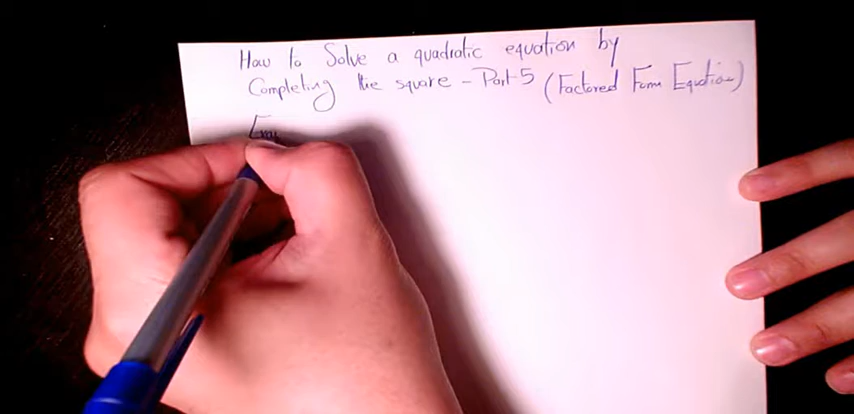 How to Solve a quadratic equation by
Completing the square - Part 5 (Factored Form Equation)